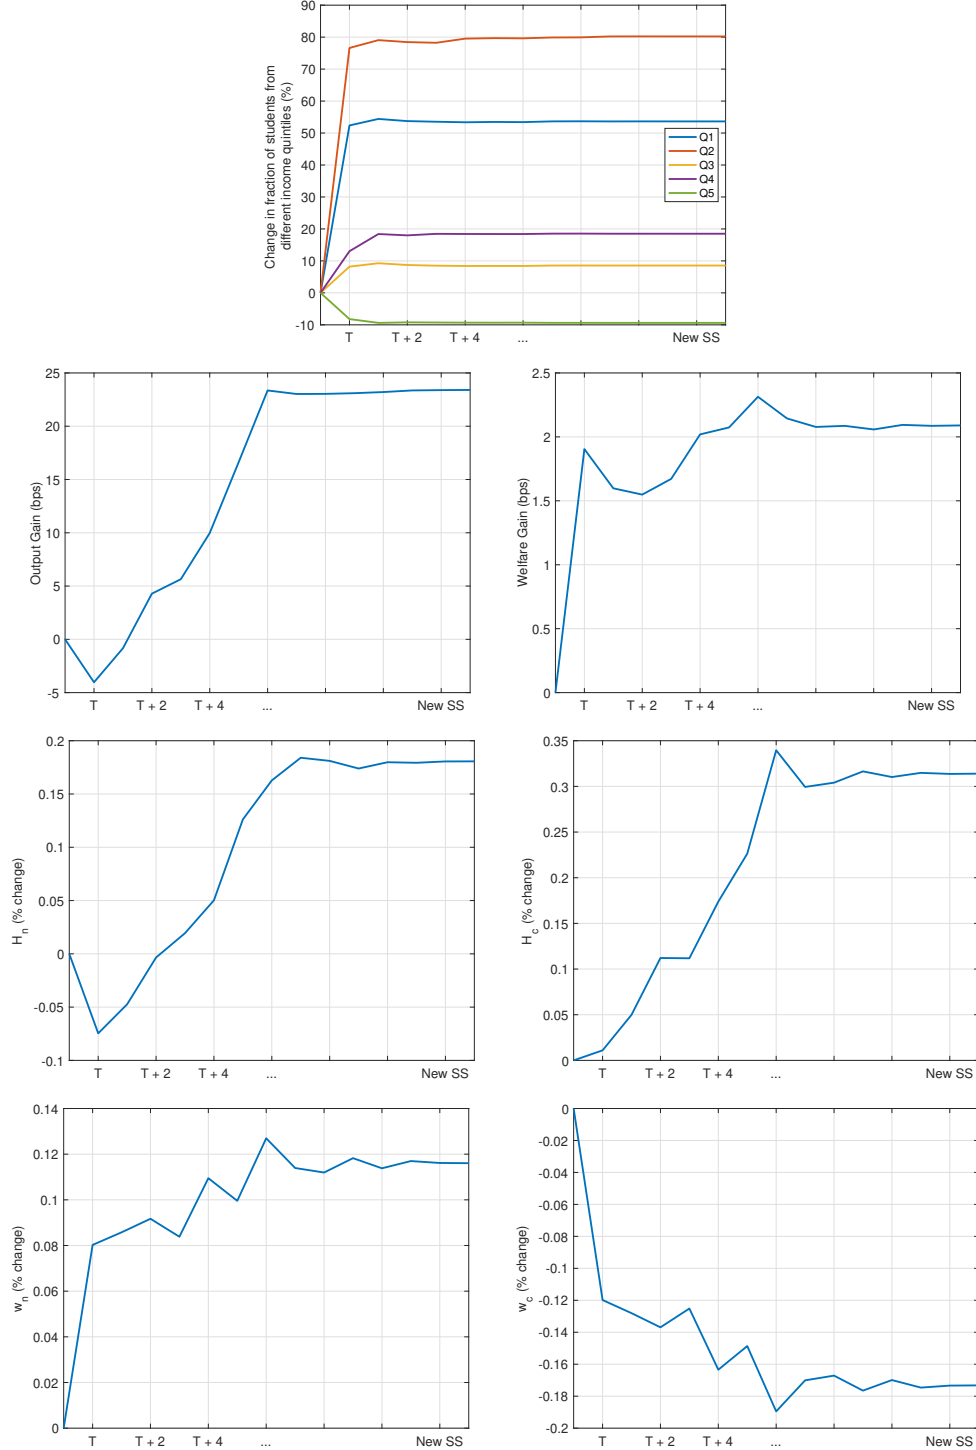 90
80
70
60
50
40
30
20
10
0
-10
Change in fraction of students from
different income quintiles (%)
Q1
Q2
Q3
Q4
Q5
T
T + 2
T + 4
...
New SS
25
20
15
10
5
0
-5
Output Gain (bps)
T
T + 2
T + 4
...
New SS
2.5
2
1.5
1
0.5
0
Welfare Gain (bps)
T
T + 2
T + 4
...
New SS
0.2
0.15
0.1
0.05
0
-0.05
-0.1
H_n (% change)
T
T + 2
T + 4
...
New SS
0.35
0.3
0.25
0.2
0.15
0.1
0.05
0
H_c (% change)
T
T + 2
T + 4
...
New SS
0.14
0.12
0.1
0.08
0.06
0.04
0.02
0
w_n (% change)
T
T + 2
T + 4
...
New SS
0
-0.02
-0.04
-0.06
-0.08
-0.1
-0.12
-0.14
-0.16
-0.18
-0.2
w_c (% change)
T
T + 2
T + 4
...
New SS